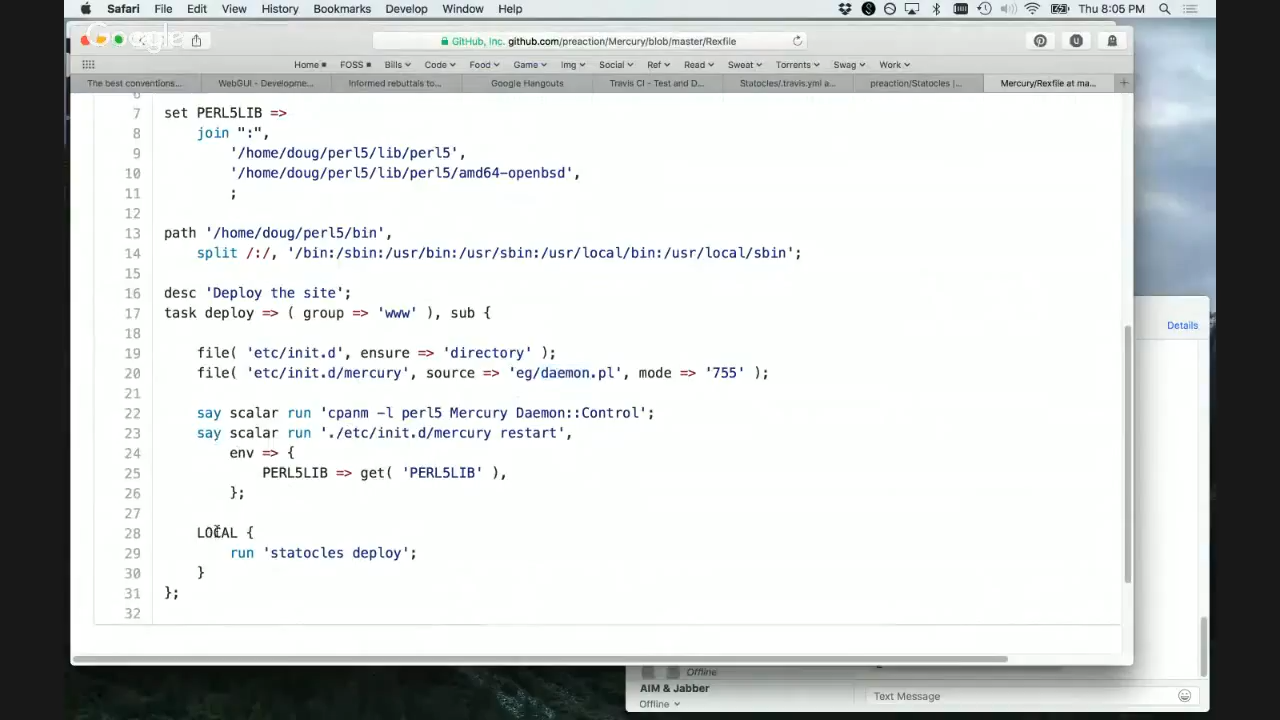 Safari File Edit View History Bookmarks Develop Window Help
Thu 8:05 PM
Google
GitHub, Inc. github.com/preaction/Mercury/blob/master/Rexfile
Home FOSS Bills Code Food Game Img Social Ref Read Sweat Torrents Swag Work
The best conventions... WebGUI - Developme... Informed rebuttals to... Google Hangouts Travis CI - Test and D... Statocles/.travis.yml a... preaction/Statocles |... Mercury/Rexfile at ma...
6
7 set PERL5LIB =>
8 join ":",
9 '/home/doug/perl5/lib/perl5',
10 '/home/doug/perl5/lib/perl5/amd64-openbsd',
11 ;
12
13 path '/home/doug/perl5/bin',
14 split /:/, '/bin:/sbin:/usr/bin:/usr/sbin:/usr/local/bin:/usr/local/sbin';
15
16 desc 'Deploy the site';
17 task deploy => ( group => 'www' ), sub {
18
19 file( 'etc/init.d', ensure => 'directory' );
20 file( 'etc/init.d/mercury', source => 'eg/daemon.pl', mode => '755' );
21
22 say scalar run 'cpanm -l perl5 Mercury Daemon::Control';
23 say scalar run './etc/init.d/mercury restart',
24 env => {
25 PERL5LIB => get( 'PERL5LIB' ),
26 };
27
28 LOCAL {
29 run 'statocles deploy';
30 }
31 };
32
Details
Offline
AIM & Jabber
Offline
Text Message